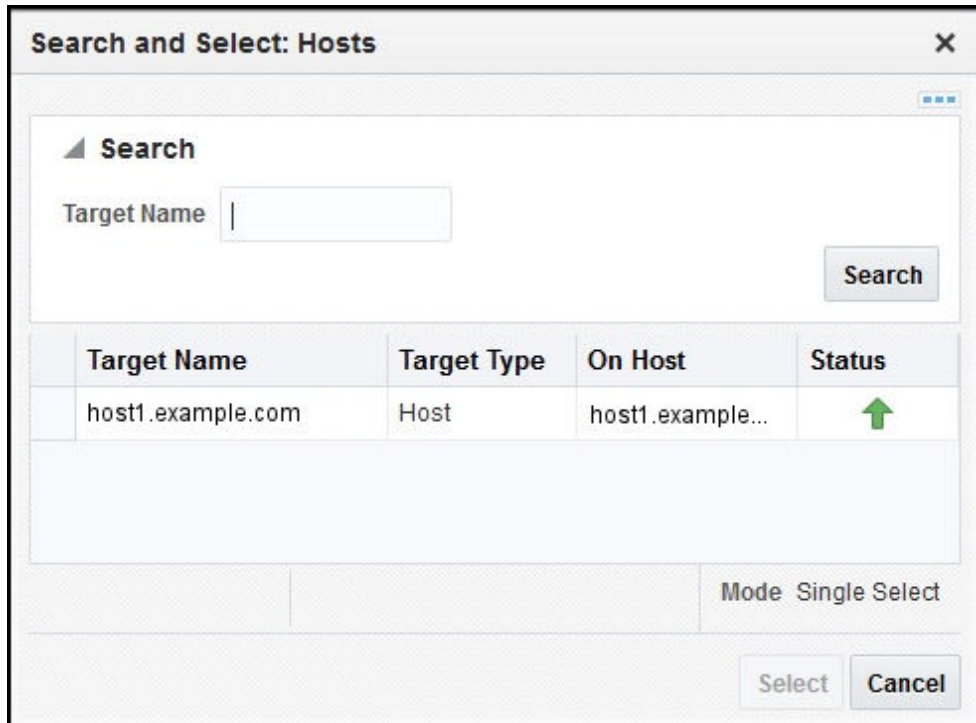 Search and Select: Hosts
Search
Target Name
Search
Target Name Target Type On Host Status
host1.example.com Host host1.example...
Mode Single Select
Select Cancel